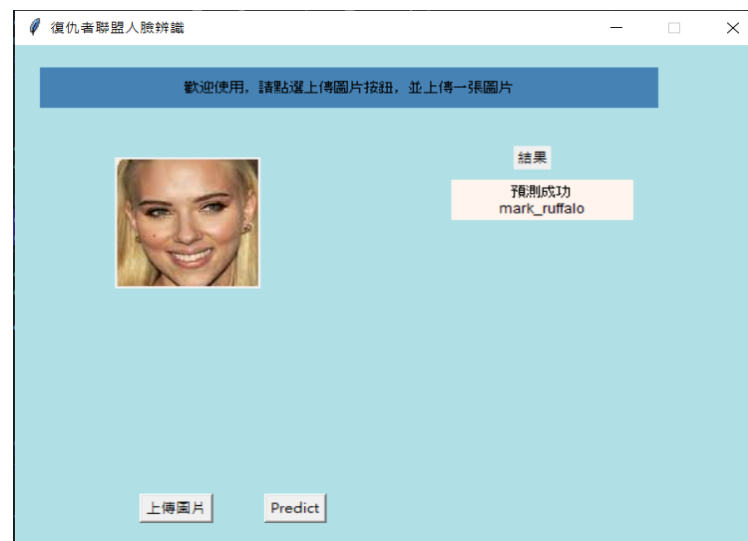 復仇者聯盟人臉辨識
歡迎使用，請點選上傳圖片按鈕，並上傳一張圖片
結果
預測成功
mark_ruffalo
上傳圖片
Predict